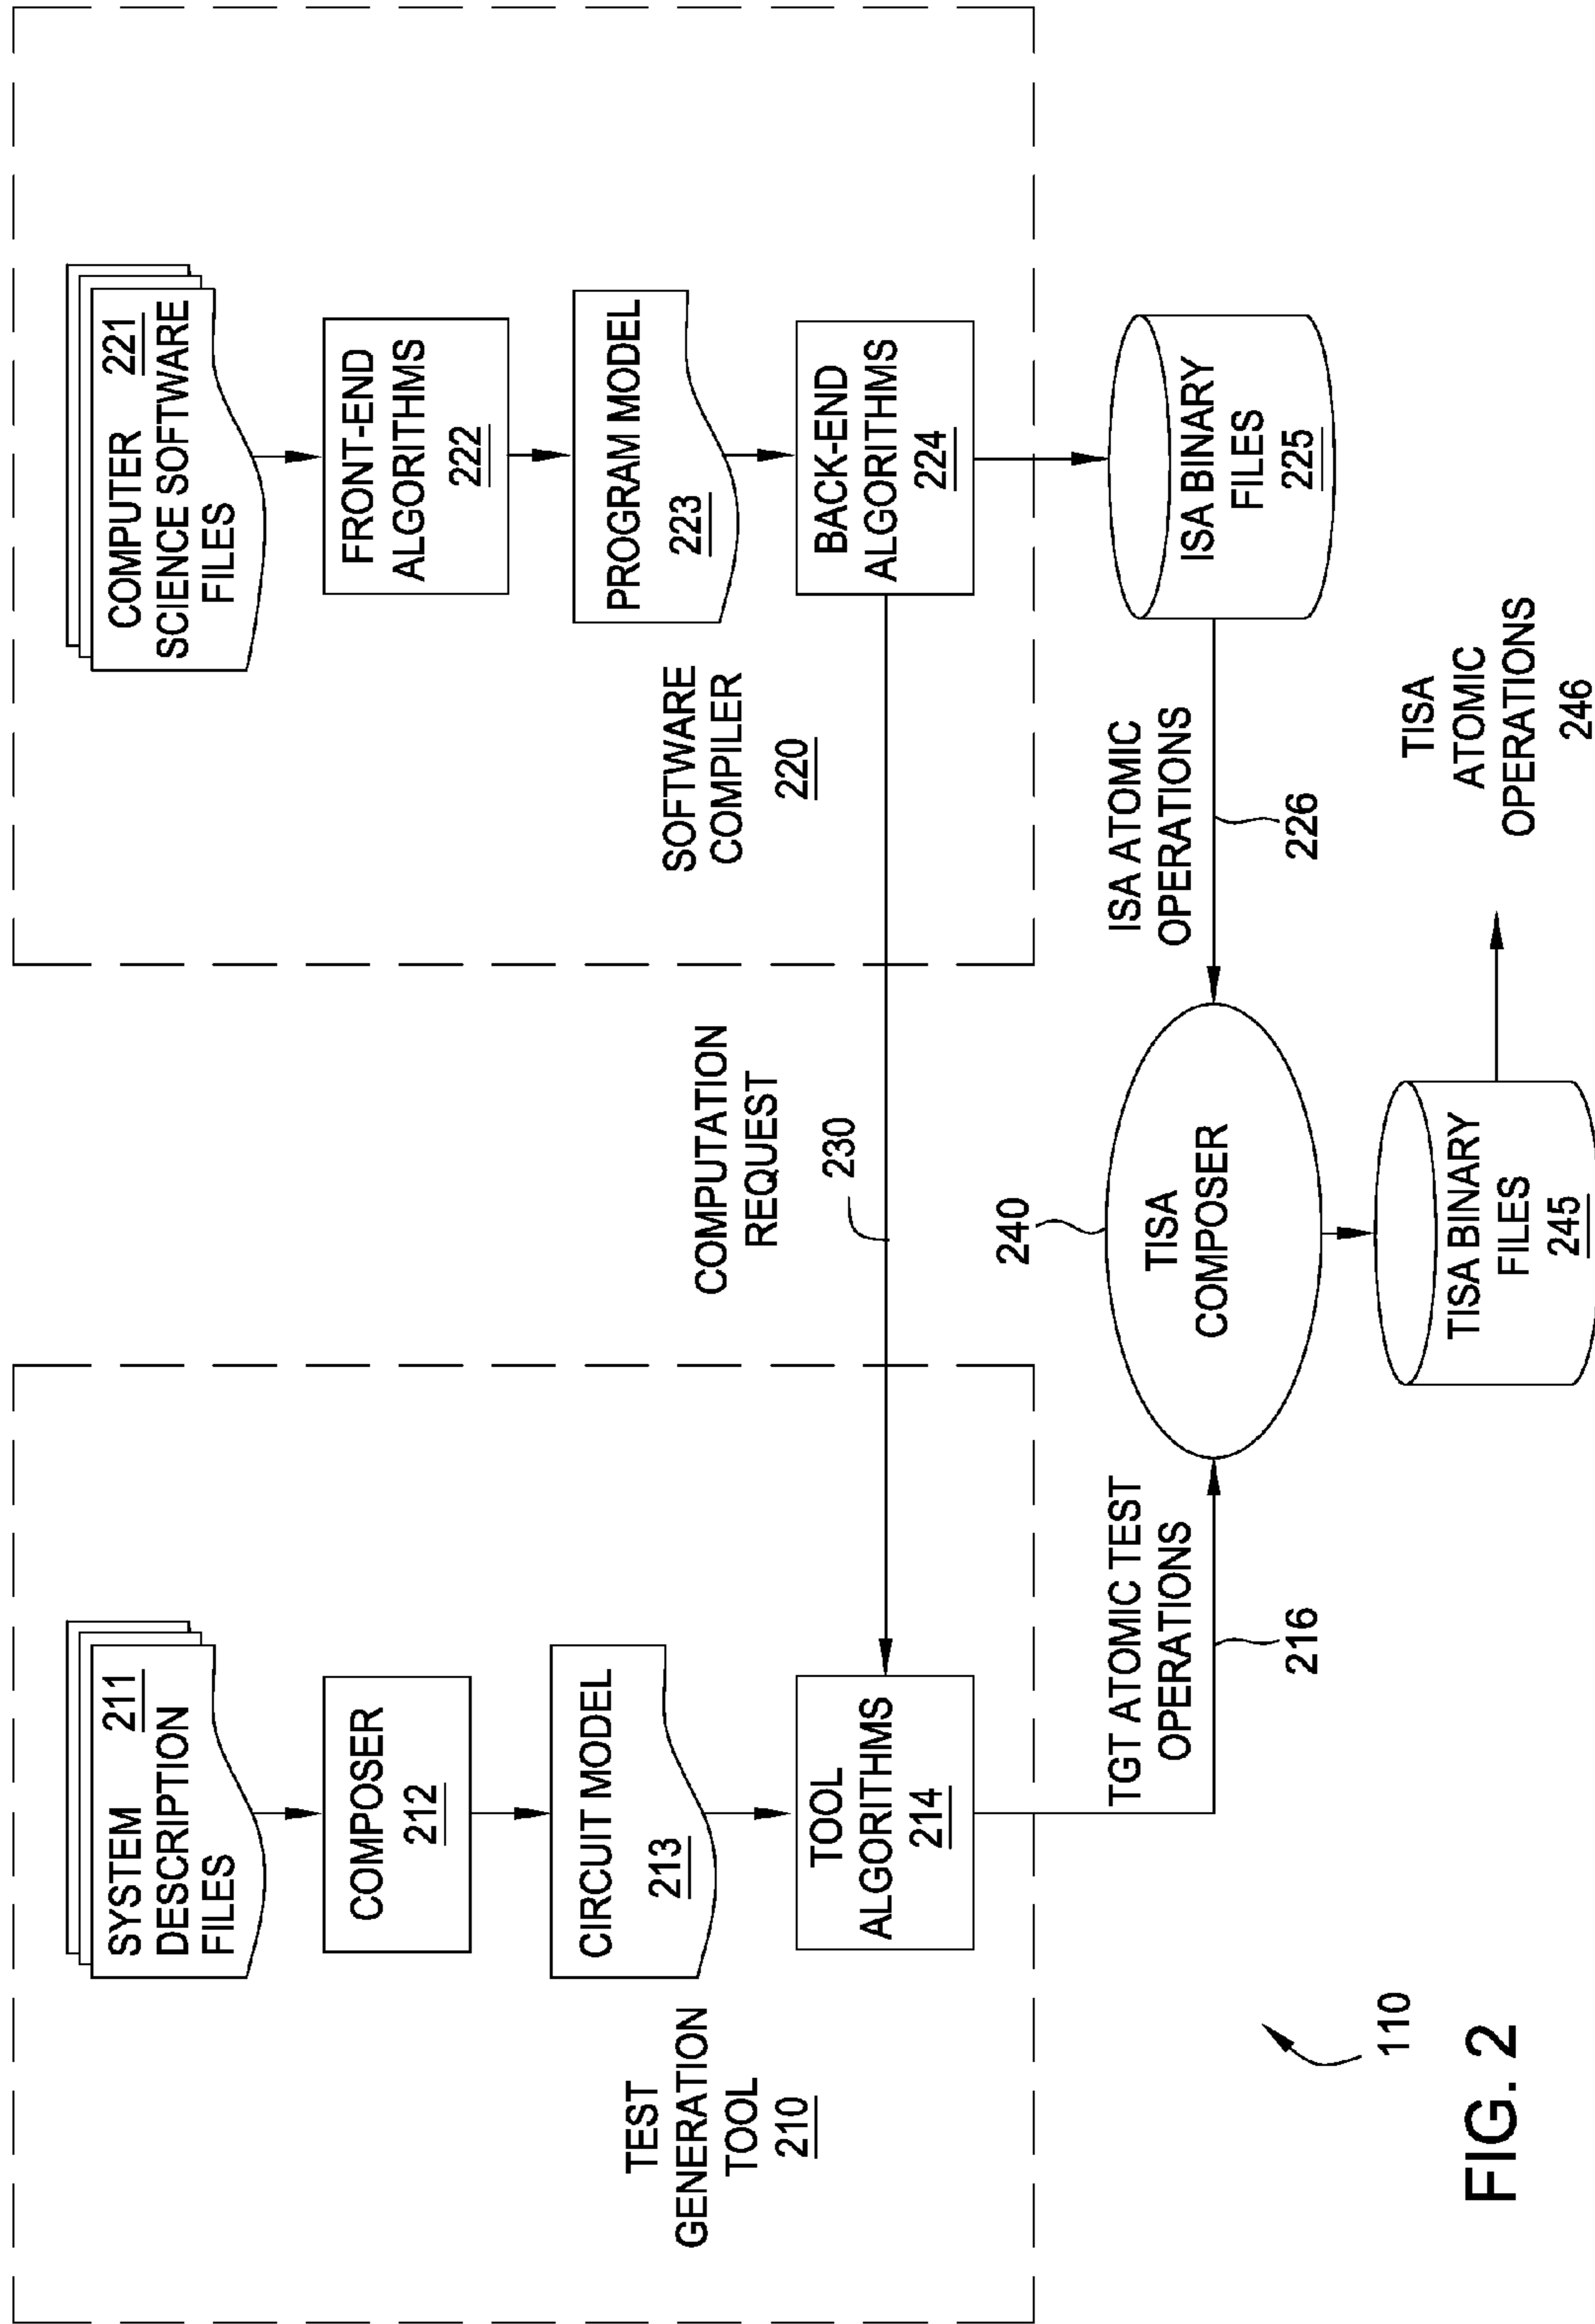 SYSTEM 211
DESCRIPTION
FILES
COMPOSER
212
CIRCUIT MODEL
213
TEST
GENERATION
TOOL
210
TOOL
ALGORITHMS
214
COMPUTATION
REQUEST
230
COMPUTER 221
SCIENCE SOFTWARE
FILES
FRONT-END
ALGORITHMS
222
PROGRAM MODEL
223
SOFTWARE
COMPILER
220
BACK-END
ALGORITHMS
224
TGT ATOMIC TEST
OPERATIONS
216
240
TISA
COMPOSER
ISA ATOMIC
OPERATIONS
226
ISA BINARY
FILES
225
TISA BINARY
FILES
245
TISA
ATOMIC
OPERATIONS
246
110
FIG. 2